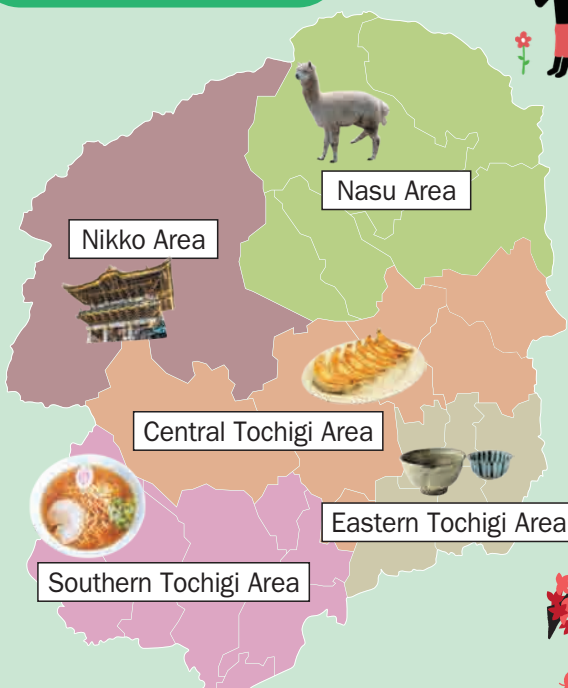 Nasu Area
Nikko Area
Central Tochigi Area
Eastern Tochigi Area
Southern Tochigi Area